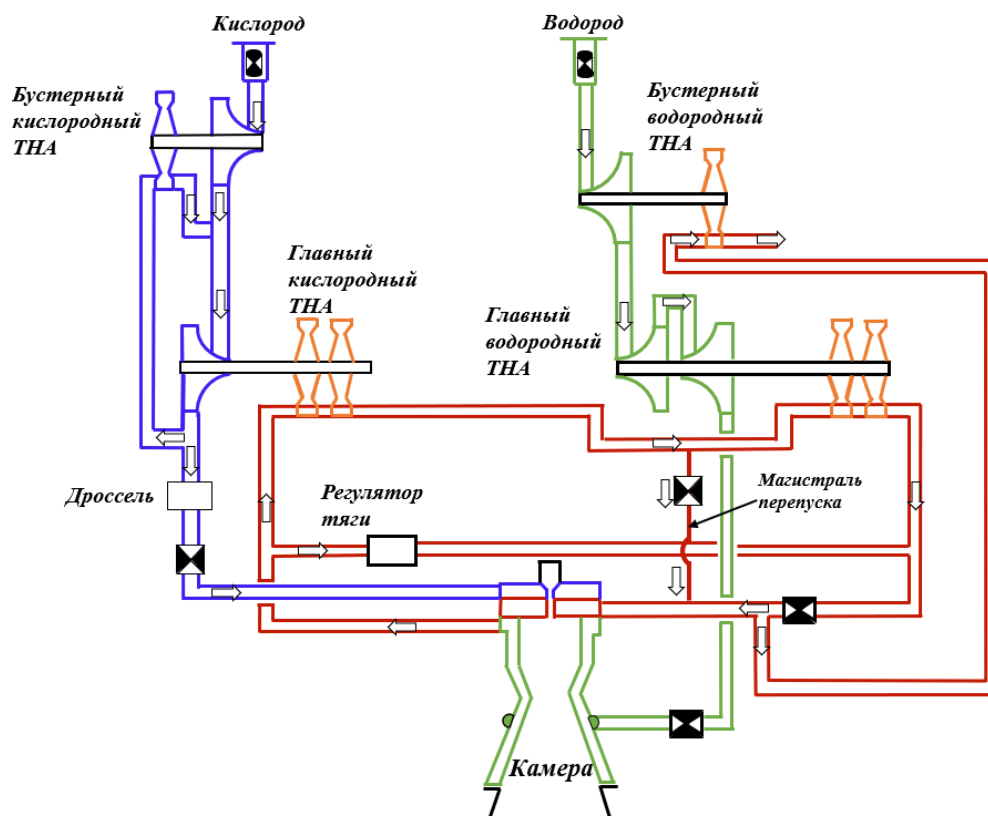 Кислород
Водород
Бустерный
кислородный
ТНА
Бустерный
водородный
ТНА
Главный
кислородный
ТНА
Главный
водородный
ТНА
Дроссель
Регулятор
тяги
Магистраль
перепуска
Камера